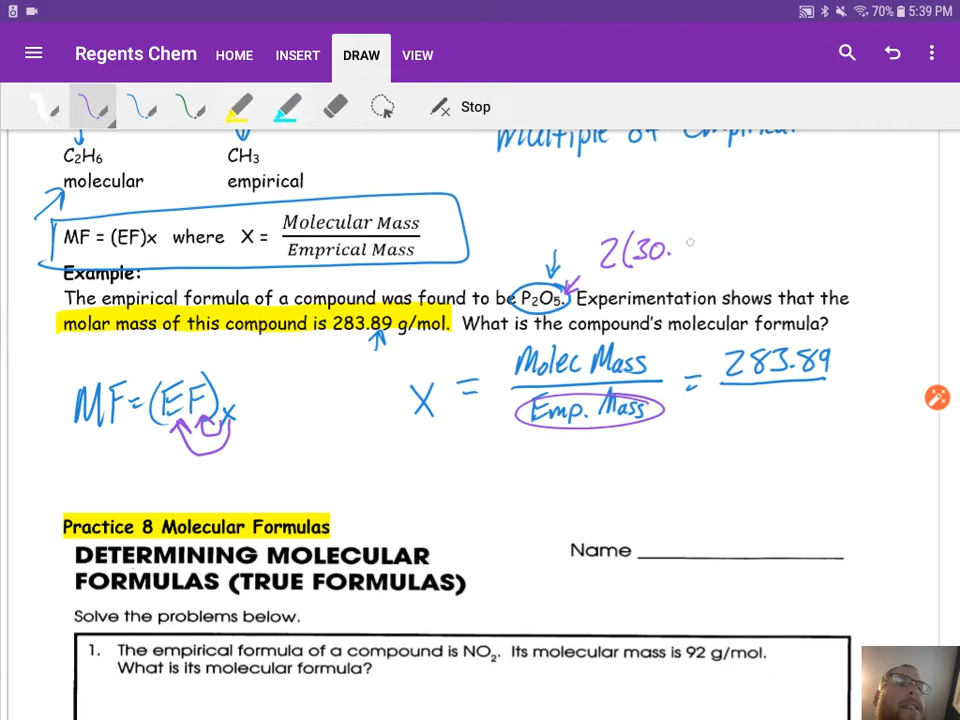 70% 5:39 PM
Regents Chem HOME INSERT DRAW VIEW
Stop
Multiple of Empirical
C2H6 CH3
molecular empirical
MF = (EF)x where X = Molecular Mass
Emprical Mass
2(30.
Example:
The empirical formula of a compound was found to be P2O5. Experimentation shows that the
molar mass of this compound is 283.89 g/mol. What is the compound's molecular formula?
MF=(EF)x X = Molec Mass = 283.89
Emp. Mass
Practice 8 Molecular Formulas
DETERMINING MOLECULAR
FORMULAS (TRUE FORMULAS)
Name
Solve the problems below.
1. The empirical formula of a compound is NO2. Its molecular mass is 92 g/mol.
What is its molecular formula?